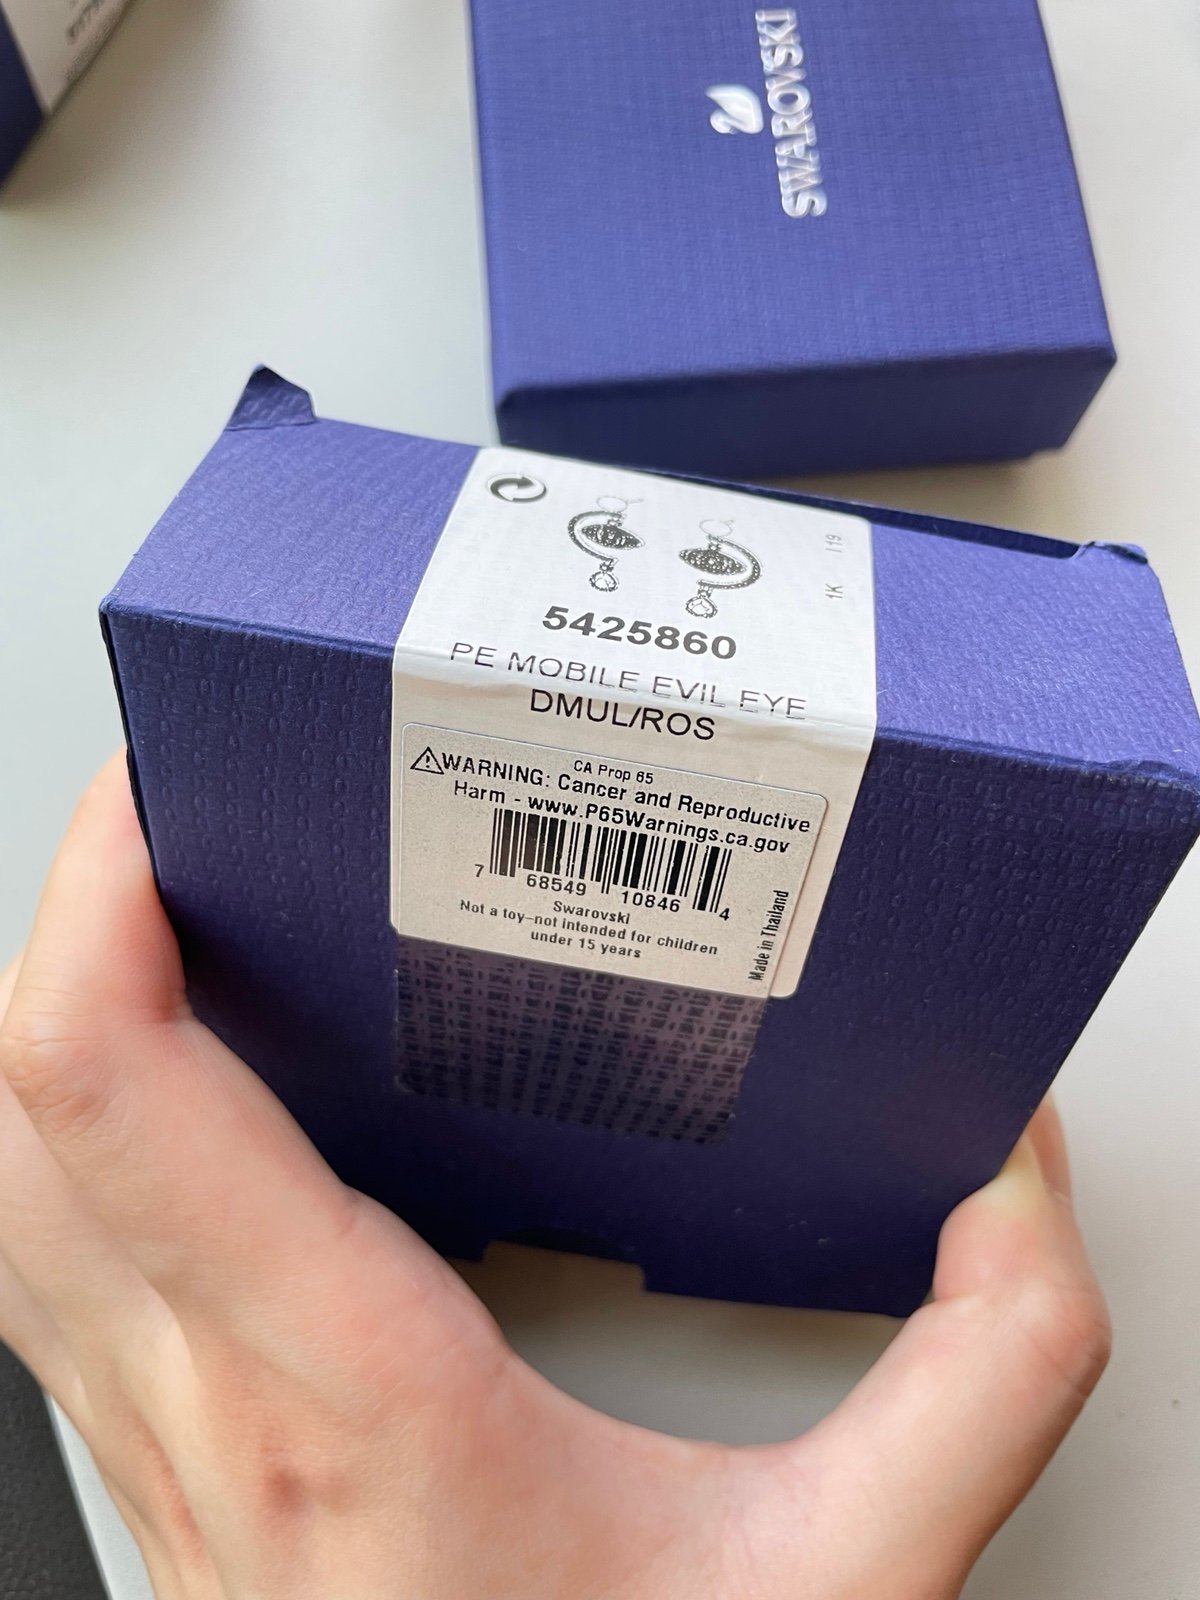 SWAROVSKI
1K /19
5425860
PE MOBILE EVIL EYE
DMUL/ROS
CA Prop 65
WARNING: Cancer and Reproductive
Harm - www.P65Warnings.ca.gov
7 68549 10846 4
Swarovski
Not a toy-not intended for children
under 15 years
Made in Thailand